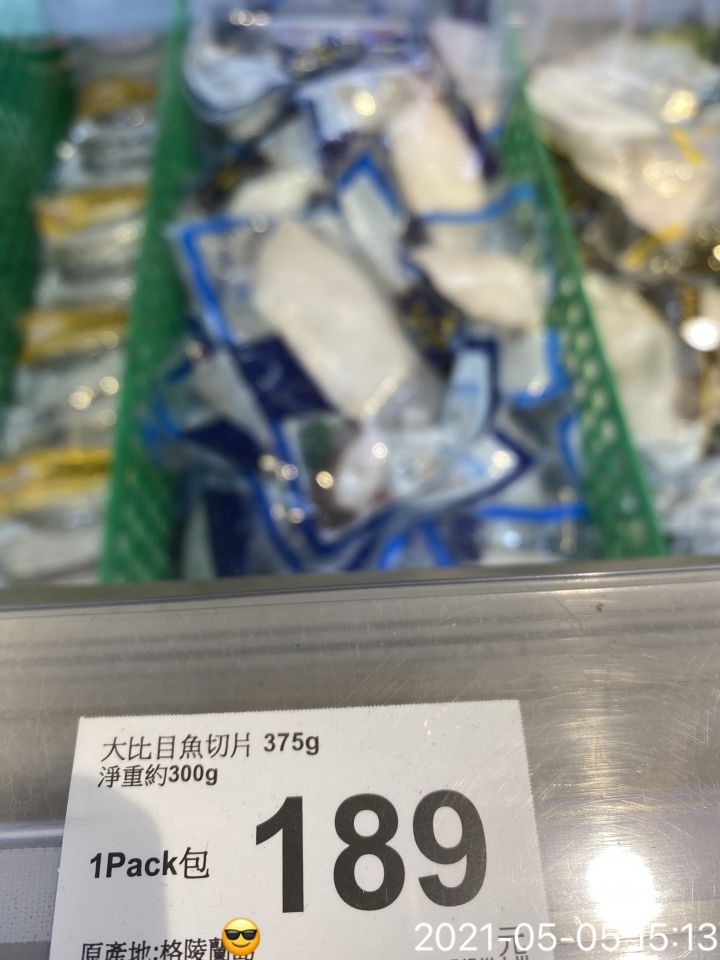 大比目魚切片 375g
淨重約300g
1Pack包
189
元
原產地:格陵蘭
2021-05-05 15:13